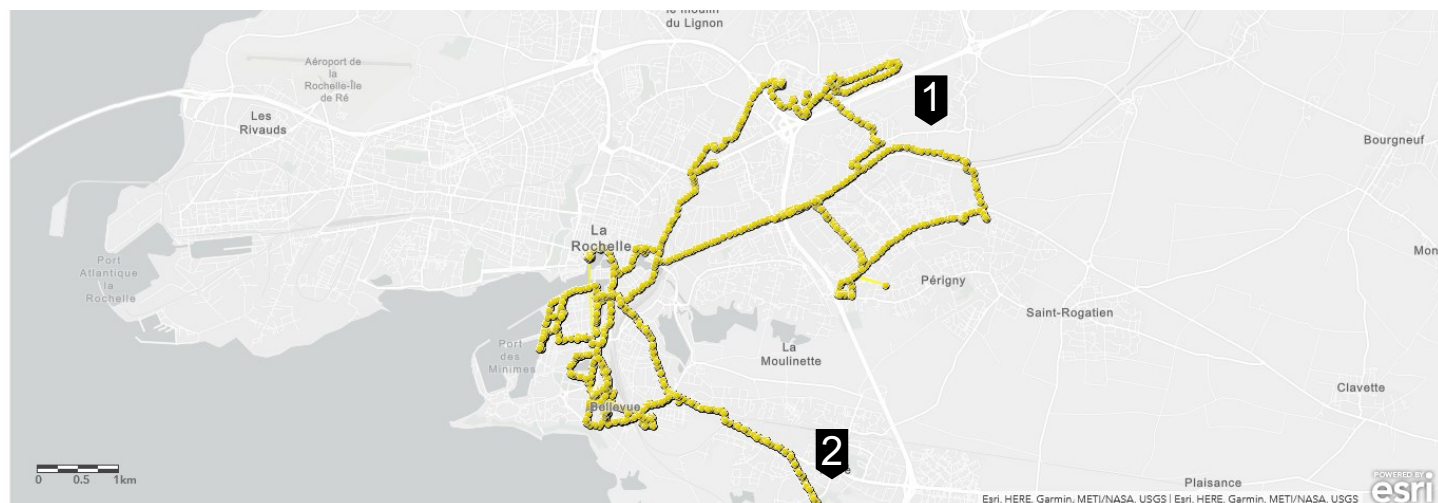 le moulin
du Lignon
Aéroport de
la
Rochelle-Île
de Ré
1
Les
Rivauds
Bourgneuf
La
Rochelle
Mon
Port
Atlantique
la
Rochelle
Périgny
Saint-Rogatien
Port
des
Minimes
La
Moulinette
Clavette
Bellevue
2
0 0.5 1km
Plaisance
POWERED BY
esri
Esri, HERE, Garmin, METI/NASA, USGS | Esri, HERE, Garmin, METI/NASA, USGS